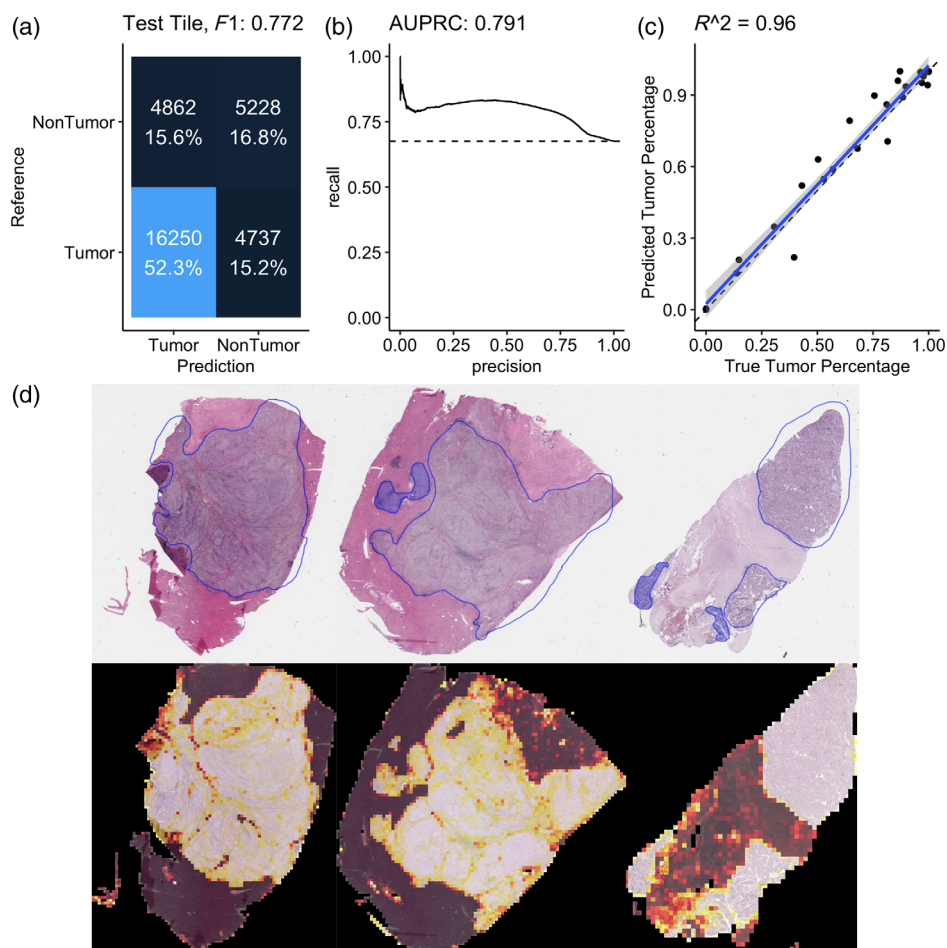 (a)
Test Tile, F1: 0.772
Reference
NonTumor
Tumor
4862
15.6%
5228
16.8%
16250
52.3%
4737
15.2%
Tumor
NonTumor
Prediction
(b)
AUPRC: 0.791
recall
1.00
0.75
0.50
0.75
0.00
0.00
0.25
0.50
0.75
1.00
precision
(c)
R^2 = 0.96
Predicted Tumor Percentage
0.9
0.6
0.3
0.0
0.00
0.25
0.50
0.75
1.00
True Tumor Percentage
(d)